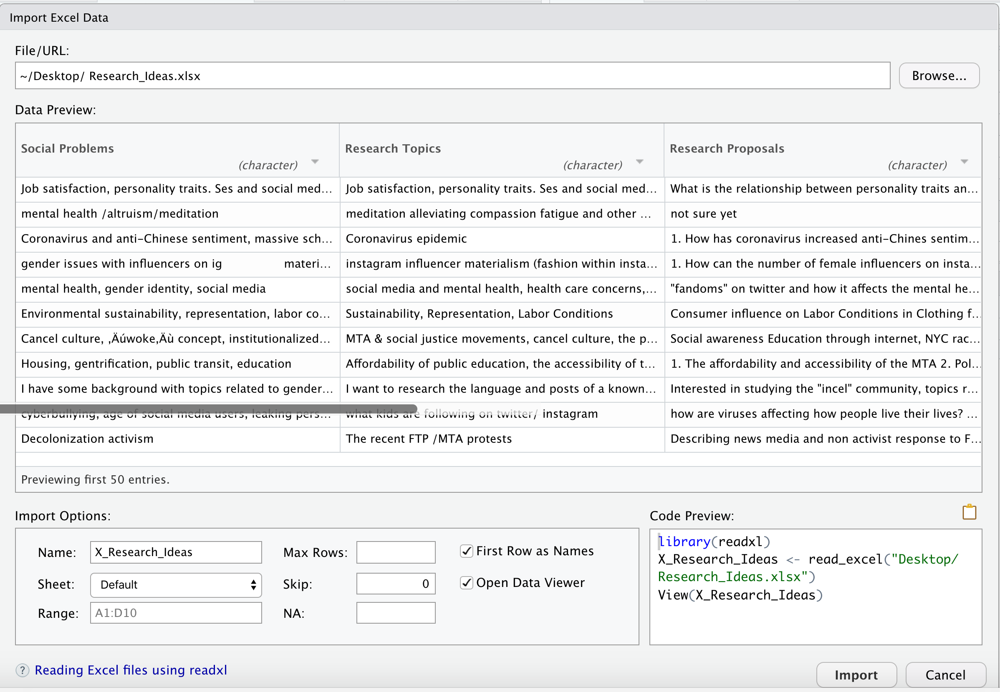 Import Excel Data
File/URL:
~/Desktop/ Research_Ideas.xlsx
Browse...
Data Preview:
Social Problems
(character)
Research Topics
(character)
Research Proposals
(character)
Job satisfaction, personality traits. Ses and social med... Job satisfaction, personality traits. Ses and social med... What is the relationship between personality traits an...
mental health /altruism/meditation meditation alleviating compassion fatigue and other ... not sure yet
Coronavirus and anti-Chinese sentiment, massive sch... Coronavirus epidemic 1. How has coronavirus increased anti-Chines sentim...
gender issues with influencers on ig materi... instagram influencer materialism (fashion within insta... 1. How can the number of female influencers on insta...
mental health, gender identity, social media social media and mental health, health care concerns,... "fandoms" on twitter and how it affects the mental he...
Environmental sustainability, representation, labor co... Sustainability, Representation, Labor Conditions Consumer influence on Labor Conditions in Clothing f...
Cancel culture, ‚Äúwoke‚Äù concept, institutionalized... MTA & social justice movements, cancel culture, the p... Social awareness Education through internet, NYC rac...
Housing, gentrification, public transit, education Affordability of public education, the accessibility of t... 1. The affordability and accessibility of the MTA 2. Pol...
I have some background with topics related to gender... I want to research the language and posts of a known... Interested in studying the "incel" community, topics r...
cyberbullying, age of social media users, leaking pers... what kids are following on twitter/ instagram how are viruses affecting how people live their lives? ...
Decolonization activism The recent FTP /MTA protests Describing news media and non activist response to F...
Previewing first 50 entries.
Import Options:
Name: X_Research_Ideas
Max Rows:
First Row as Names
Sheet: Default
Skip: 0
Open Data Viewer
Range: A1:D10
NA:
Code Preview:
library(readxl)
X_Research_Ideas <- read_excel("Desktop/
Research_Ideas.xlsx")
View(X_Research_Ideas)
? Reading Excel files using readxl
Import
Cancel